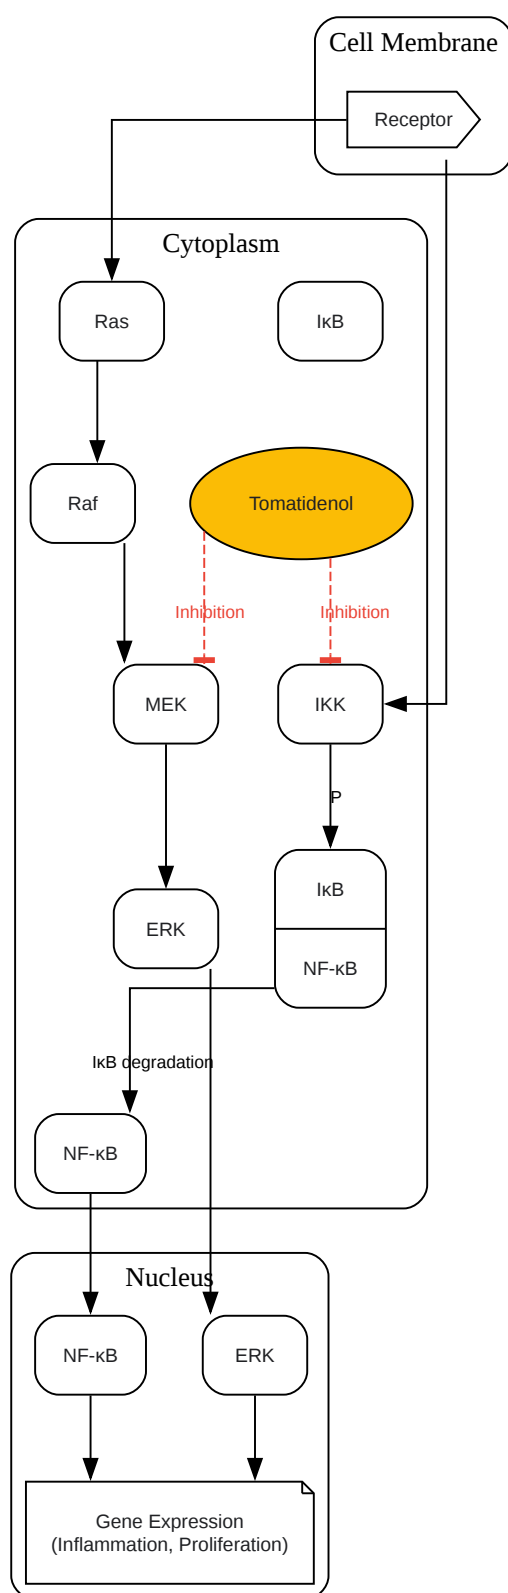 Cell Membrane
Receptor
Cytoplasm
Ras
IκB
Raf
Tomatidenol
Inhibition
Inhibition
MEK
IKK
P
IκB
ERK
NF-κB
IκB degradation
NF-κB
Nucleus
NF-κB
ERK
Gene Expression
(Inflammation, Proliferation)